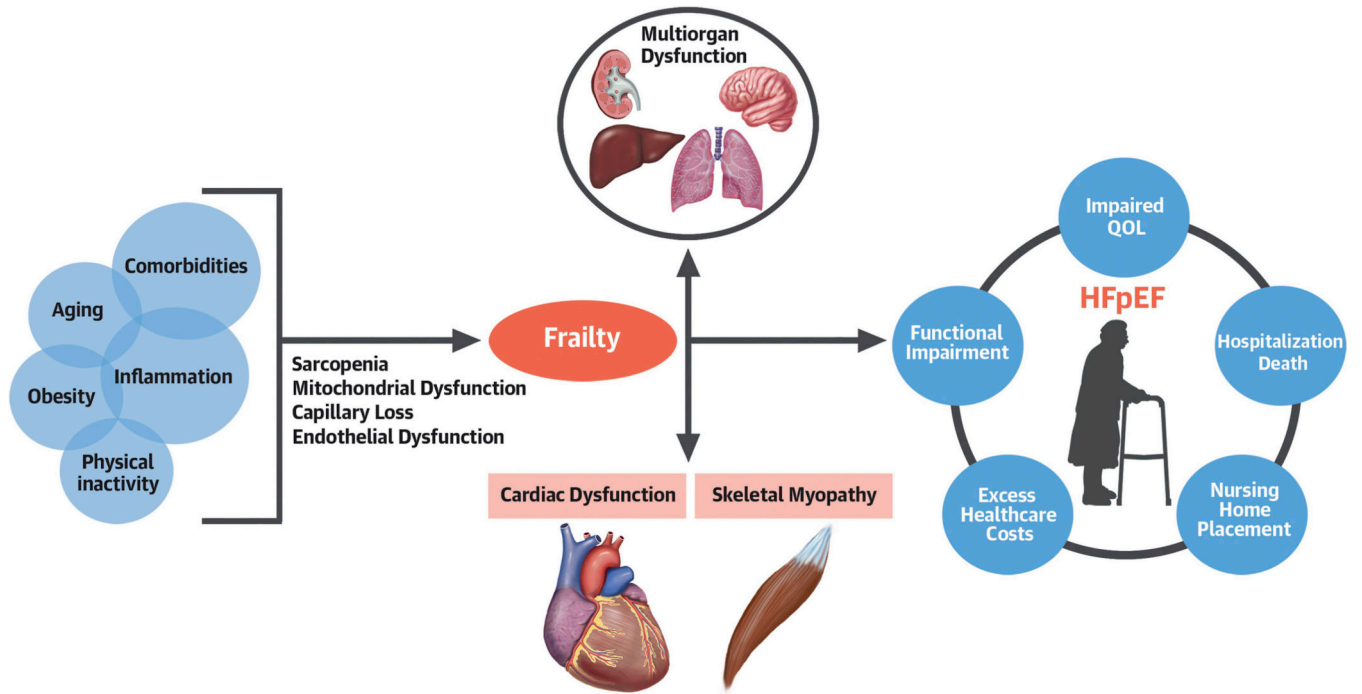 Multiorgan
Dysfunction
Comorbidities
Aging
Inflammation
Obesity
Physical
inactivity
Sarcopenia
Mitochondrial Dysfunction
Capillary Loss
Endothelial Dysfunction
Frailty
Cardiac Dysfunction
Skeletal Myopathy
Impaired
QOL
HFpEF
Functional
Impairment
Hospitalization
Death
Excess
Healthcare
Costs
Nursing
Home
Placement